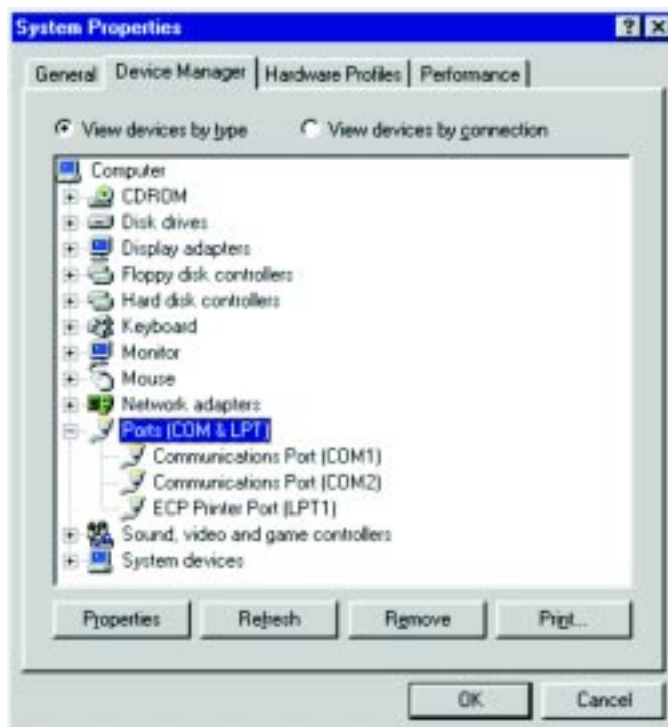 System Properties
General Device Manager Hardware Profiles Performance
View devices by type View devices by connection
Computer
CDROM
Disk drives
Display adapters
Floppy disk controllers
Hard disk controllers
Keyboard
Monitor
Mouse
Network adapters
Ports (COM & LPT)
Communications Port (COM1)
Communications Port (COM2)
ECP Printer Port (LPT1)
Sound, video and game controllers
System devices
Properties Refresh Remove Print...
OK Cancel